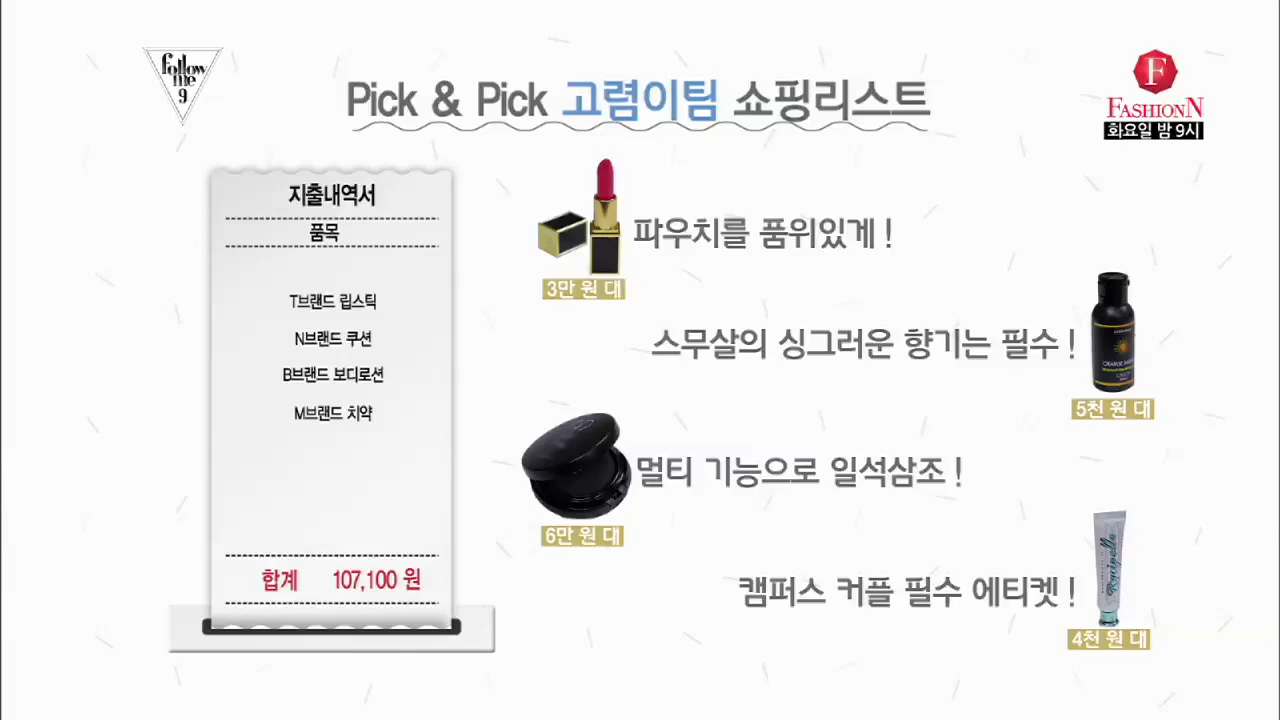 follow me 9
Pick & Pick 고렴이팀 쇼핑리스트
F
FASHIONN
화요일 밤 9시
지출내역서
품목
T브랜드 립스틱
N브랜드 쿠션
B브랜드 보디로션
M브랜드 치약
합계 107,100 원
파우치를 품위있게!
3만 원 대
스무살의 싱그러운 향기는 필수!
5천 원 대
멀티 기능으로 일석삼조!
6만 원 대
캠퍼스 커플 필수 에티켓!
4천 원 대